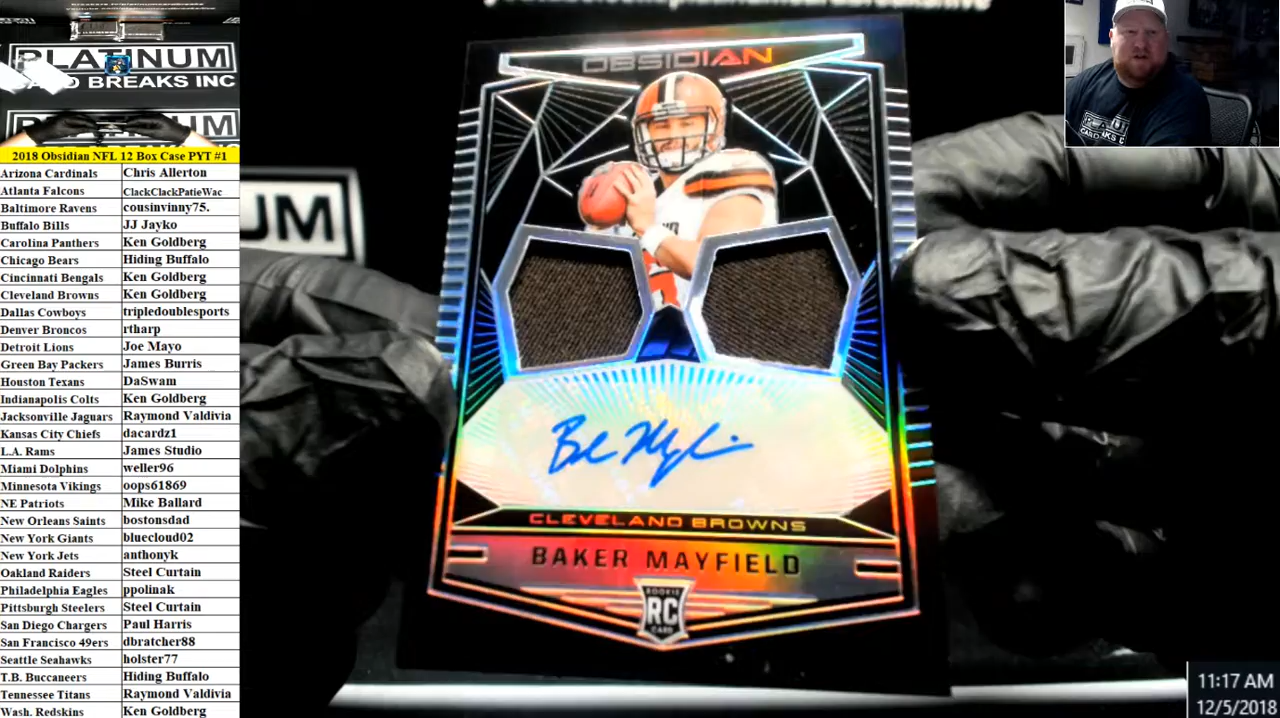 PLATINUM
CARD BREAKS INC
2018 Obsidian NFL 12 Box Case PYT #1
Arizona Cardinals Chris Allerton
Atlanta Falcons ClackClackPatieWac
Baltimore Ravens cousinvinny75.
Buffalo Bills JJ Jayko
Carolina Panthers Ken Goldberg
Chicago Bears Hiding Buffalo
Cincinnati Bengals Ken Goldberg
Cleveland Browns Ken Goldberg
Dallas Cowboys tripledoublesports
Denver Broncos rtharp
Detroit Lions Joe Mayo
Green Bay Packers James Burris
Houston Texans DaSwam
Indianapolis Colts Ken Goldberg
Jacksonville Jaguars Raymond Valdivia
Kansas City Chiefs dacardz1
L.A. Rams James Studio
Miami Dolphins weller96
Minnesota Vikings oops61869
NE Patriots Mike Ballard
New Orleans Saints bostonsdad
New York Giants bluecloud02
New York Jets anthonyk
Oakland Raiders Steel Curtain
Philadelphia Eagles ppolinak
Pittsburgh Steelers Steel Curtain
San Diego Chargers Paul Harris
San Francisco 49ers dbratcher88
Seattle Seahawks holster77
T.B. Buccaneers Hiding Buffalo
Tennessee Titans Raymond Valdivia
Wash. Redskins Ken Goldberg
OBSIDIAN
CLEVELAND BROWNS
BAKER MAYFIELD
ROOKIE
RC
CARD
11:17 AM
12/5/2018